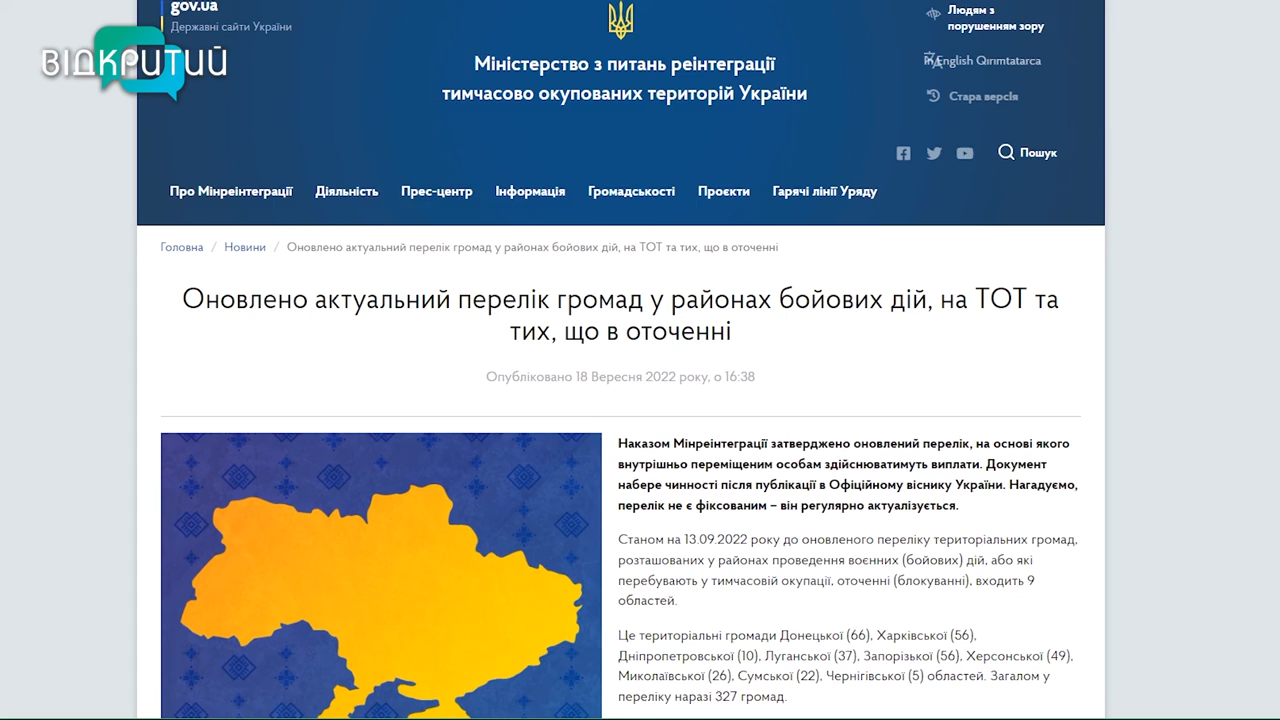 gov.ua
Державні сайти України
ВІДКРИТИЙ
Міністерство з питань реінтеграції
тимчасово окупованих територій України
Людям з
порушенням зору
English Qırımtatarca
Стара версія
Пошук
Про Мінреінтеграції Діяльність Прес-центр Інформація Громадськості Проєкти Гарячі лінії Уряду
Головна / Новини / Оновлено актуальний перелік громад у районах бойових дій, на ТОТ та тих, що в оточенні
Оновлено актуальний перелік громад у районах бойових дій, на ТОТ та
тих, що в оточенні
Опубліковано 18 Вересня 2022 року, о 16:38
Наказом Мінреінтеграції затверджено оновлений перелік, на основі якого
внутрішньо переміщеним особам здійснюватимуть виплати. Документ
набере чинності після публікації в Офіційному віснику України. Нагадуємо,
перелік не є фіксованим – він регулярно актуалізується.
Станом на 13.09.2022 року до оновленого переліку територіальних громад,
розташованих у районах проведення воєнних (бойових) дій, або які
перебувають у тимчасовій окупації, оточенні (блокуванні), входить 9
областей.
Це територіальні громади Донецької (66), Харківської (56),
Дніпропетровської (10), Луганської (37), Запорізької (56), Херсонської (49),
Миколаївської (26), Сумської (22), Чернігівської (5) областей. Загалом у
переліку наразі 327 громад.